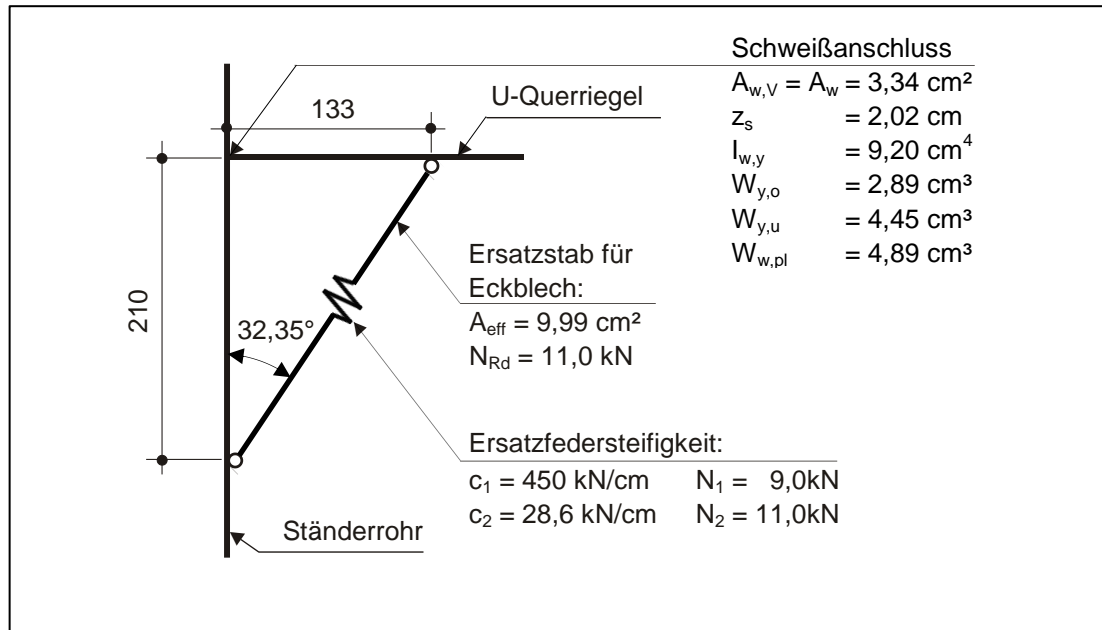 Schweißanschluss
A_w,V = A_w = 3,34 cm²
z_s = 2,02 cm
I_w,y = 9,20 cm⁴
W_y,o = 2,89 cm³
W_y,u = 4,45 cm³
W_w,pl = 4,89 cm³
133
U-Querriegel
210
32,35°
Ersatzstab für
Eckblech:
A_eff = 9,99 cm²
N_Rd = 11,0 kN
Ersatzfedersteifigkeit:
c₁ = 450 kN/cm N₁ = 9,0kN
c₂ = 28,6 kN/cm N₂ = 11,0kN
Ständerrohr